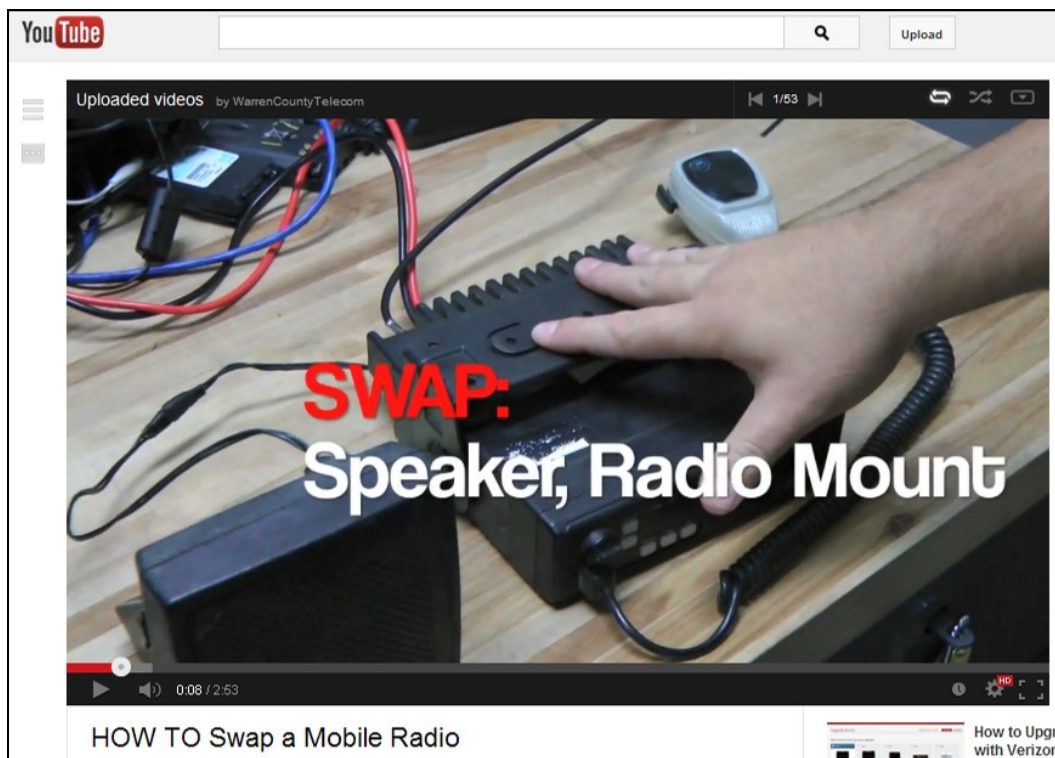 YouTube
Upload
Uploaded videos by WarrenCountyTelecom
1/53
SWAP:
Speaker, Radio Mount
0:08 / 2:53
HD
HOW TO Swap a Mobile Radio
How to Upgr
with Verizon